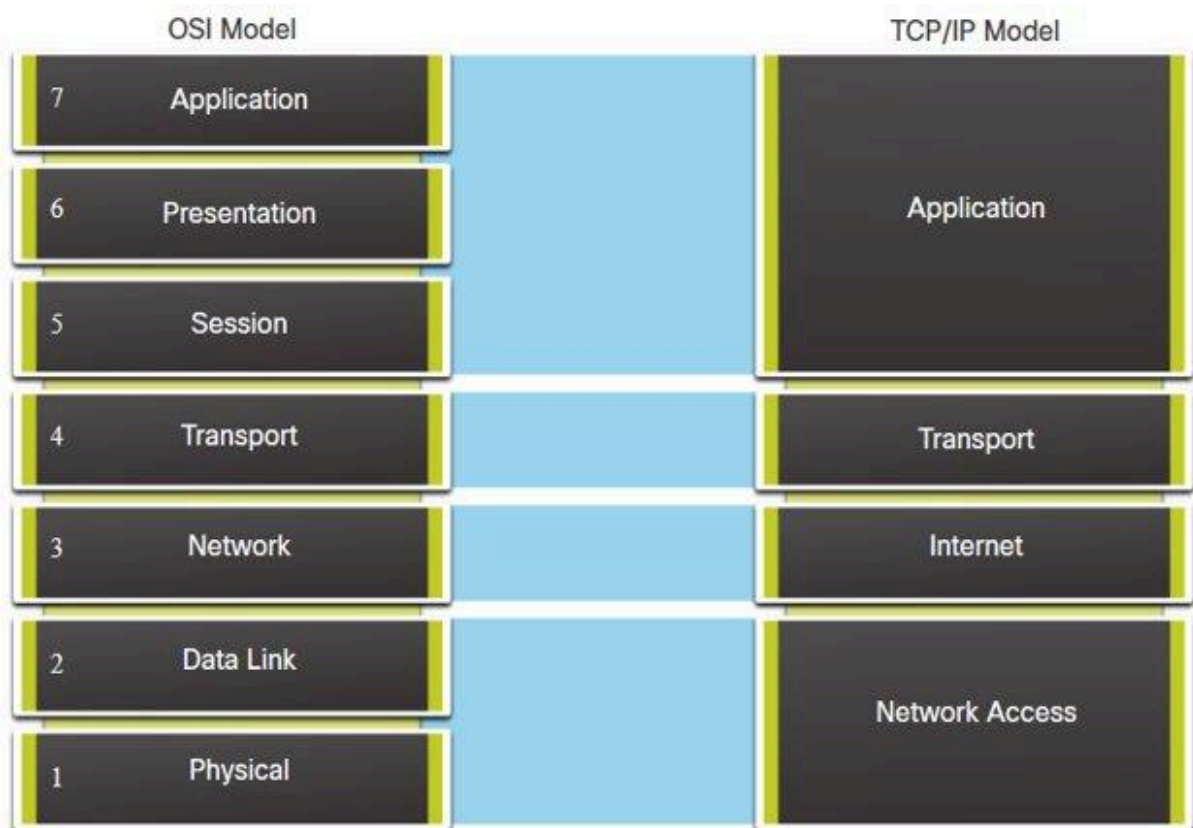 OSI Model
7 Application
6 Presentation
5 Session
4 Transport
3 Network
2 Data Link
1 Physical
TCP/IP Model
Application
Transport
Internet
Network Access